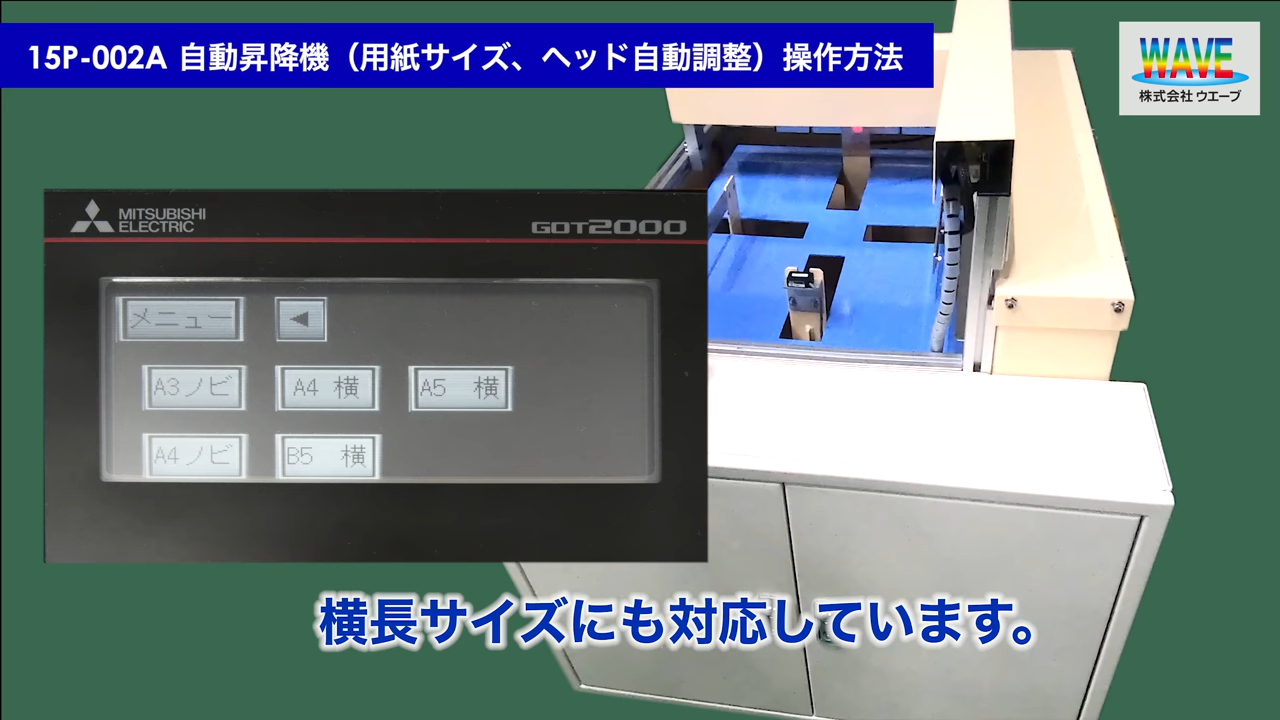 15P-002A 自動昇降機（用紙サイズ、ヘッド自動調整）操作方法
WAVE
株式会社 ウエーブ
MITSUBISHI
ELECTRIC
GOT2000
メニュー ◀
A3ノビ A4 横 A5 横
A4ノビ B5 横
横長サイズにも対応しています。